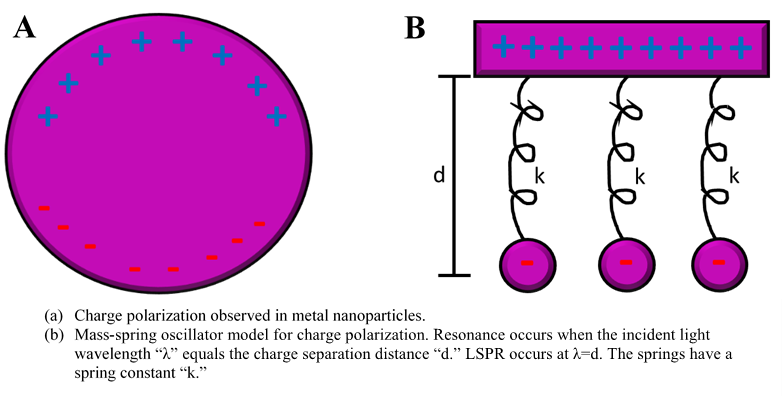 A
B
+ + + + + + + +
+ + + + + + + + +
d
k k k
- - - - - - - - -
- - -
(a) Charge polarization observed in metal nanoparticles.
(b) Mass-spring oscillator model for charge polarization. Resonance occurs when the incident light
wavelength “λ” equals the charge separation distance “d.” LSPR occurs at λ=d. The springs have a
spring constant “k.”